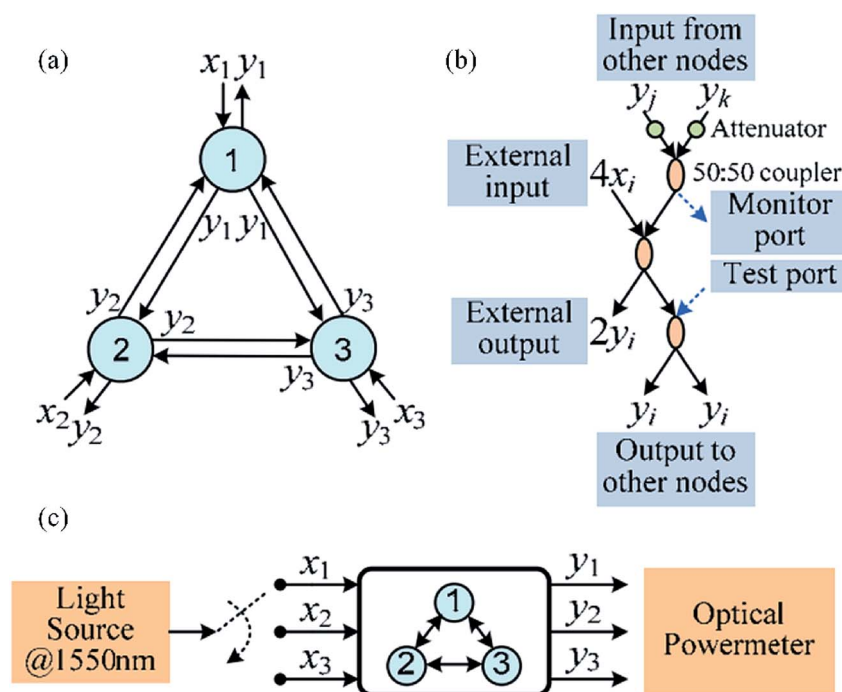 (a)
x1 y1
1
y1 y1
y2
y3
y2
2
3
y3
x2 y2
y3 x3
(b)
Input from
other nodes
yj yk
Attenuator
External
input
4xi
50:50 coupler
Monitor
port
Test port
External
output
2yi
yi yi
Output to
other nodes
(c)
Light
Source
@1550nm
x1
x2
x3
1
2
3
y1
y2
y3
Optical
Powermeter